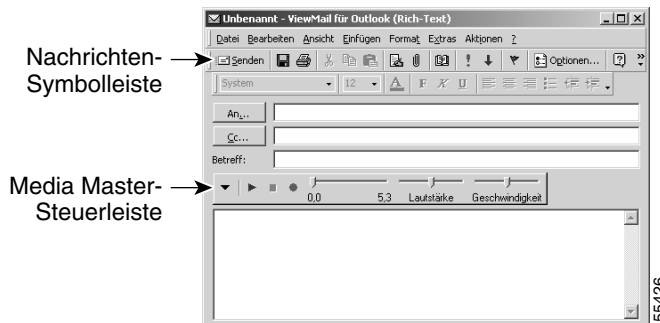 Unbenannt - ViewMail für Outlook (Rich-Text)
Datei Bearbeiten Ansicht Einfügen Format Extras Aktionen ?
Nachrichten-
Symbolleiste
Senden Optionen...
System 12 A F K U
An...
Cc...
Betreff:
Media Master-
Steuerleiste
0,0 5,3 Lautstärke Geschwindigkeit
55426